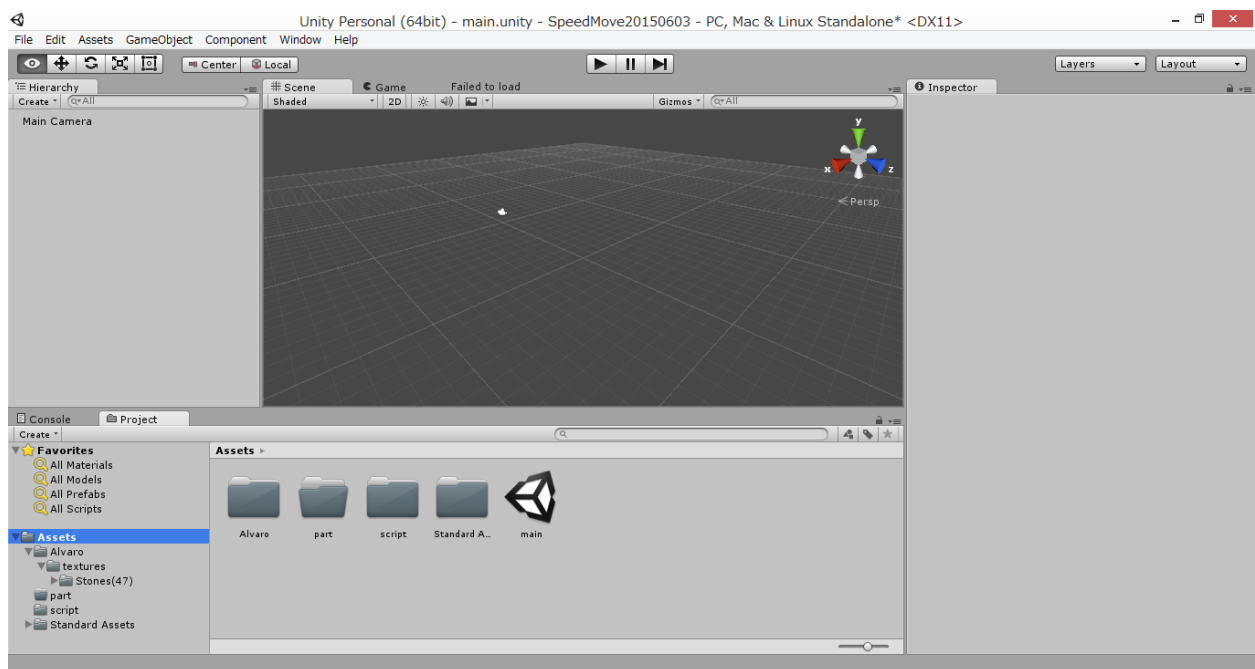 Unity Personal (64bit) - main.unity - SpeedMove20150603 - PC, Mac & Linux Standalone* <DX11>
File Edit Assets GameObject Component Window Help
Center Local Layers Layout
Hierarchy # Scene Game Failed to load Inspector
Create All Shaded 2D Gizmos All
Main Camera
y
x z
Persp
Console Project
Create
Favorites Assets
All Materials
All Models
All Prefabs
All Scripts
Assets
Alvaro part script Standard A... main
Alvaro
textures
Stones(47)
part
script
Standard Assets